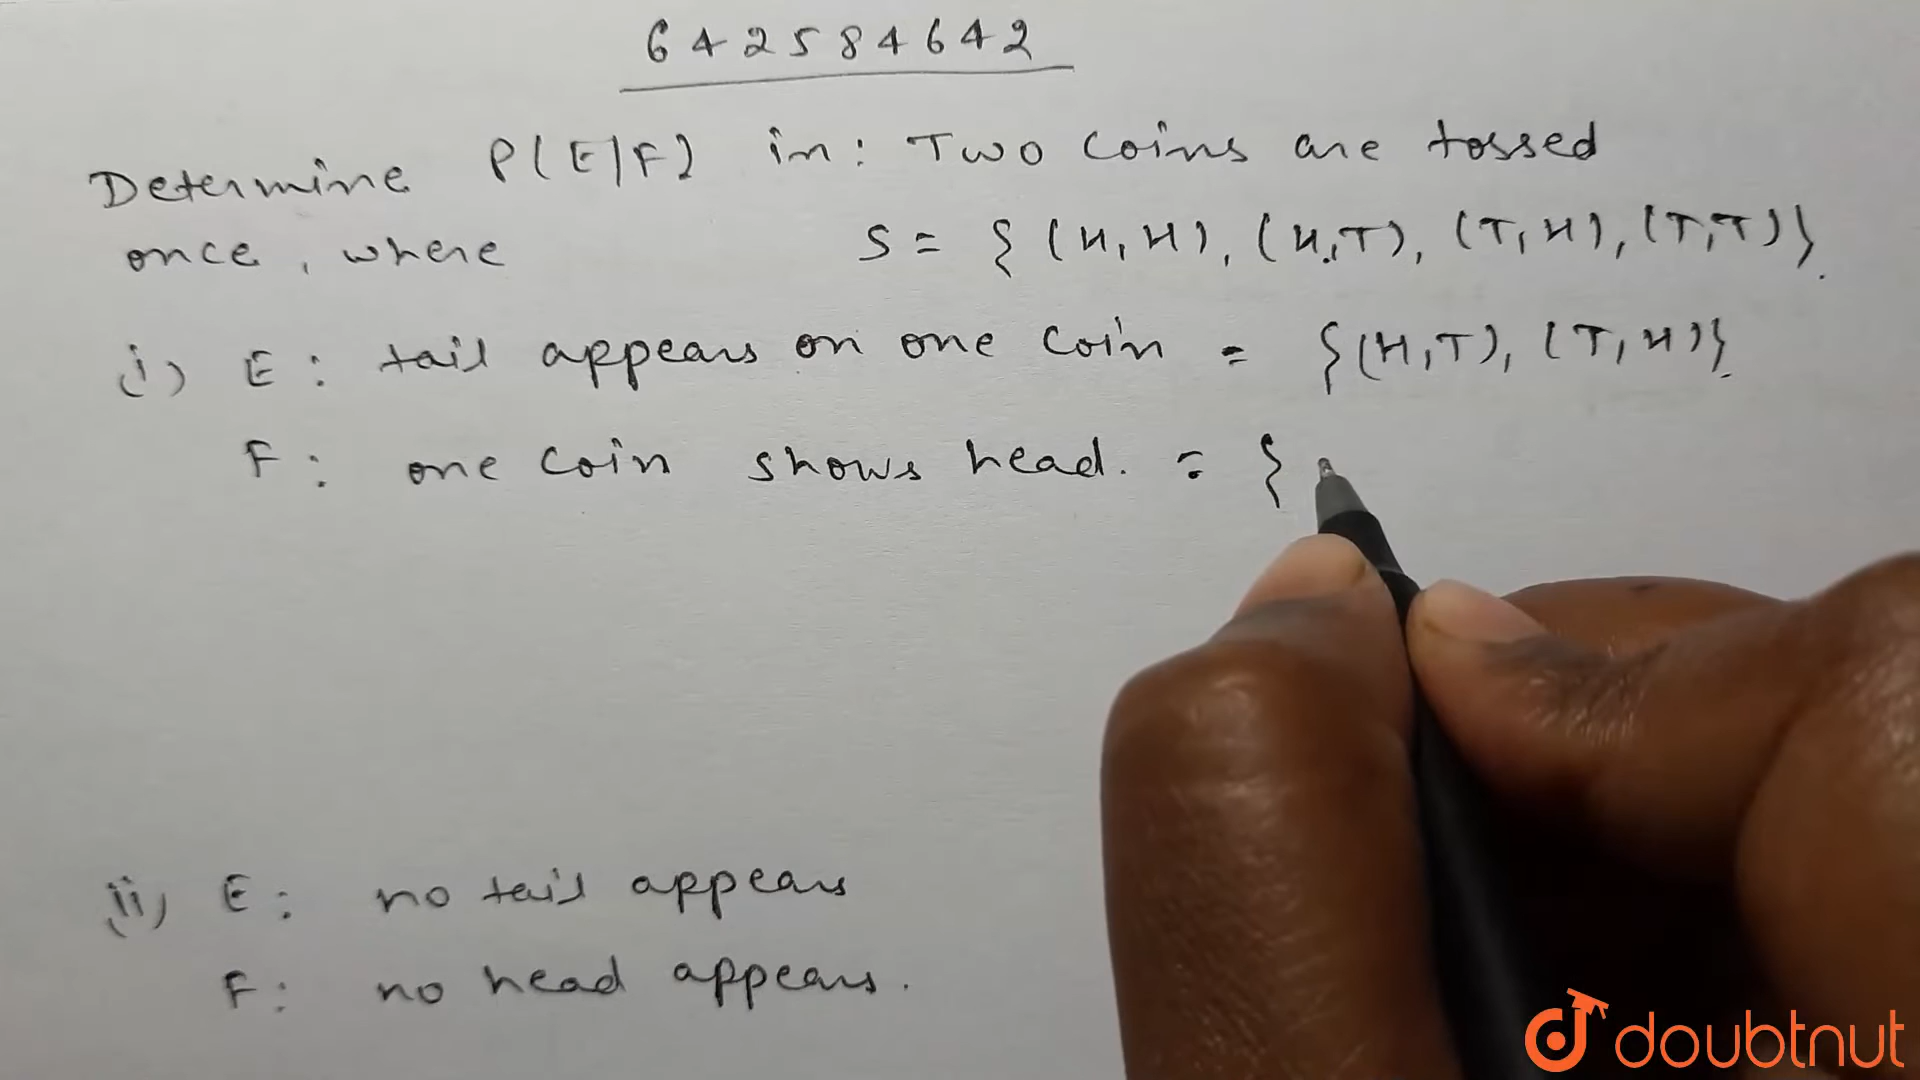 642584642
Determine P(E|F) in: Two coins are tossed
once, where S = {(H,H), (H,T), (T,H), (T,T)}.
(i) E: tail appears on one coin = {(H,T), (T,H)}.
F: one coin shows head. = {
(ii) E: no tail appears
F: no head appears.
doubtnut